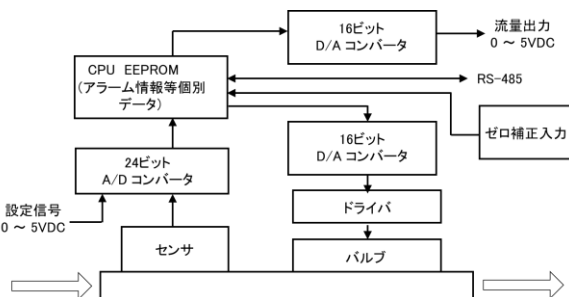 16ビット
D/A コンバータ
流量出力
0 ～ 5VDC
CPU EEPROM
(アラーム情報等個別
データ)
RS-485
16ビット
D/A コンバータ
ゼロ補正入力
24ビット
A/D コンバータ
設定信号
0 ～ 5VDC
ドライバ
センサ
バルブ